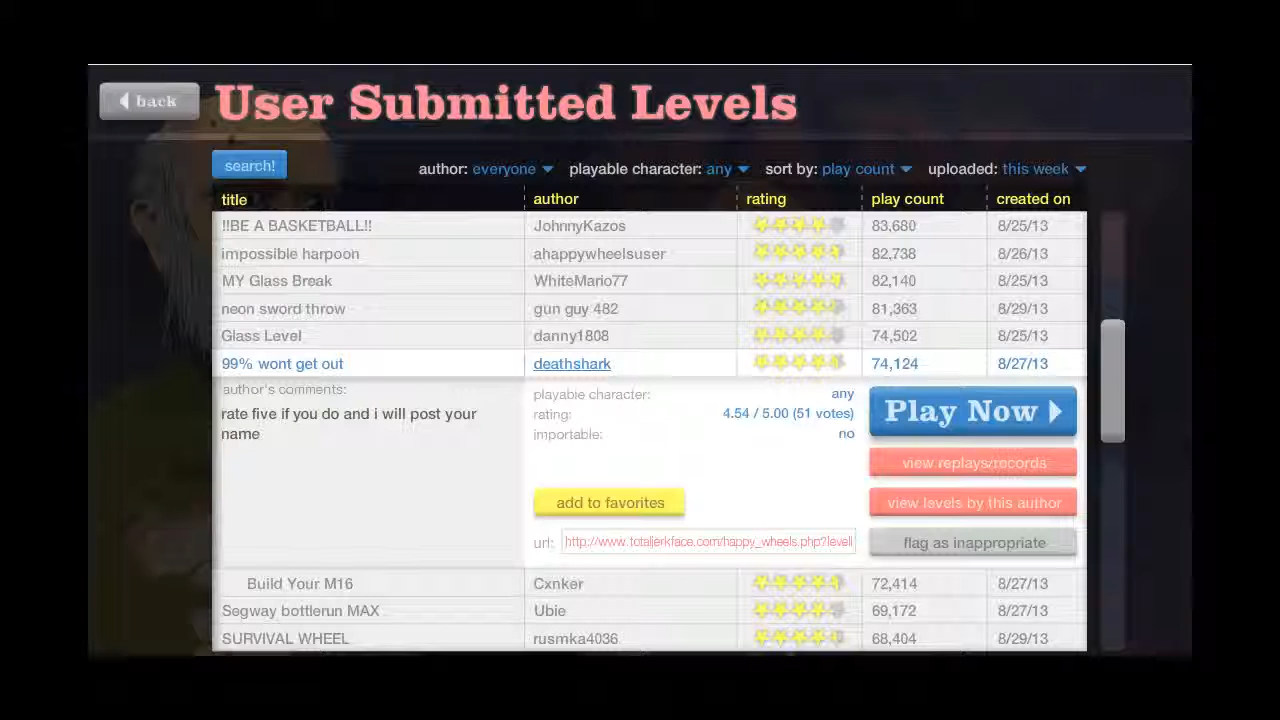 back
User Submitted Levels
search!
author: everyone playable character: any sort by: play count uploaded: this week
title author rating play count created on
!!BE A BASKETBALL!! JohnnyKazos 83,680 8/25/13
impossible harpoon ahappywheelsuser 82,738 8/26/13
MY Glass Break WhiteMario77 82,140 8/25/13
neon sword throw gun guy 482 81,363 8/29/13
Glass Level danny1808 74,502 8/25/13
99% wont get out deathshark 74,124 8/27/13
author's comments:
rate five if you do and i will post your
name
playable character: any
rating: 4.54 / 5.00 (51 votes)
importable: no
Play Now
view replays/records
add to favorites
view levels by this author
url: http://www.totaljerkface.com/happy_wheels.php?levelI
flag as inappropriate
Build Your M16 Cxnker 72,414 8/27/13
Segway bottlerun MAX Ubie 69,172 8/27/13
SURVIVAL WHEEL rusmka4036 68,404 8/29/13